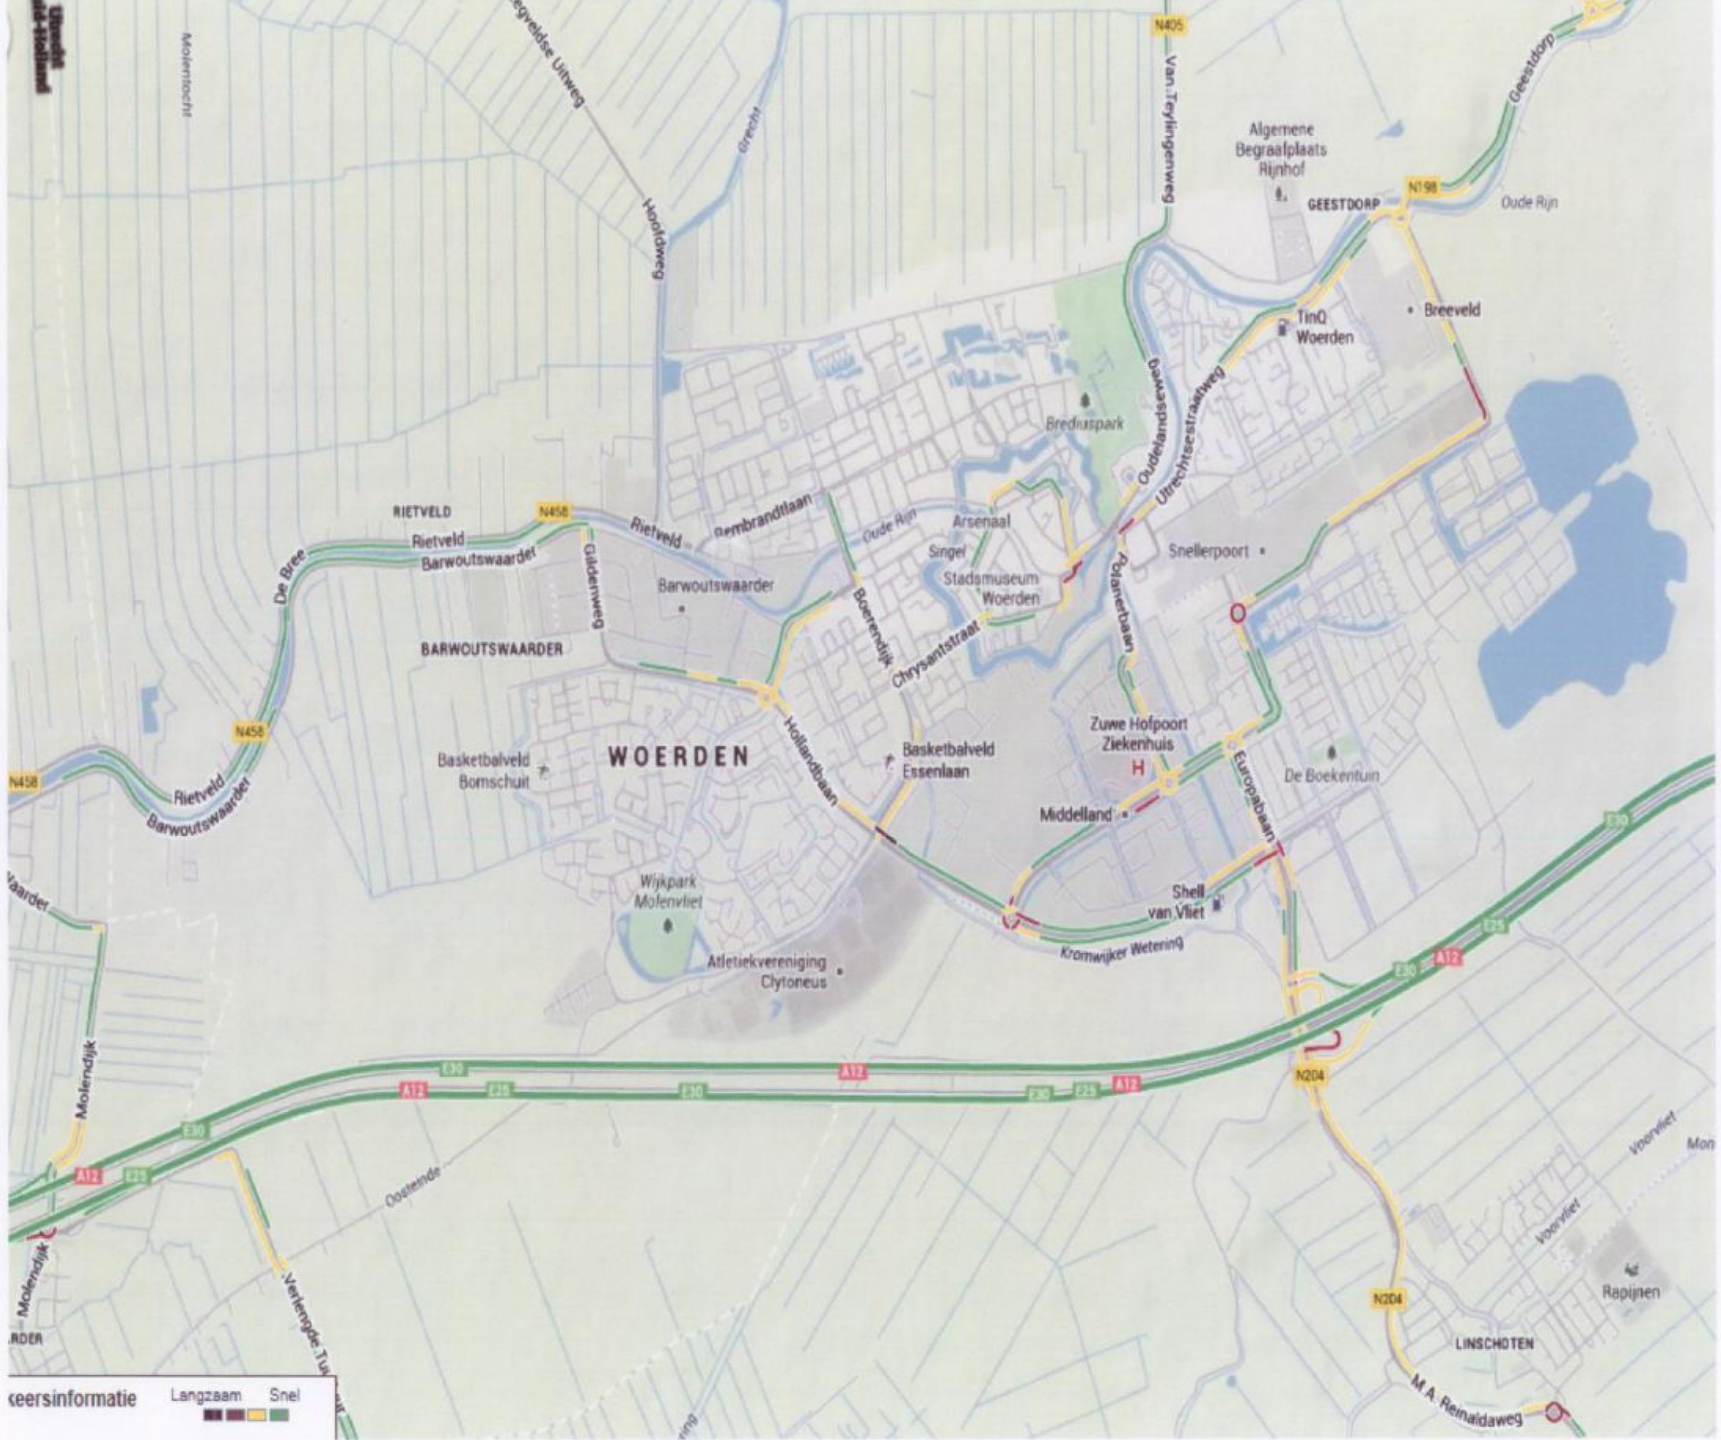 Utrecht
Molentocht
Grecht
N405
Van Teylingenweg
Geestdorp
Algemene
Begraafplaats
Rijnhof
N198
GEESTDORP
Oude Rijn
Hoofdweg
TinQ
Woerden
Breeveld
Oudelandseweg
Utrechtsestraatweg
Brediuspark
RIETVELD
N458
Rietveld
Rembrandtlaan
Oude Rijn
Arsenaal
Rietveld
Barwoutswaarder
De Bree
Gildenweg
Barwoutswaarder
Singel
Stadsmuseum
Woerden
Snellerpoort
Polanerbaan
Boerendijk
BARWOUTSWAARDER
Chrysantstraat
N458
Hollandbaan
Zuwe Hofpoort
Ziekenhuis
H
WOERDEN
Basketbalveld
Essenlaan
Basketbalveld
Bomschuit
Europabaan
De Boekentuin
N458
Rietveld
Barwoutswaarder
Middelland
E30
Wijkpark
Molenvliet
Shell
van Vliet
Kromwijker Wetering
E25
A12
E30
Atletiekvereniging
Clytoneus
Molendijk
E30
A12
A12
E25
E30
E30
E25
A12
N204
E30
A12
E25
Oosteinde
Voorvliet
Voorvliet
Molendijk
Verlengde
N204
Rapijnen
LINSCHOTEN
M.A. Reinaldaweg
keersinformatie
Langzaam
Snel